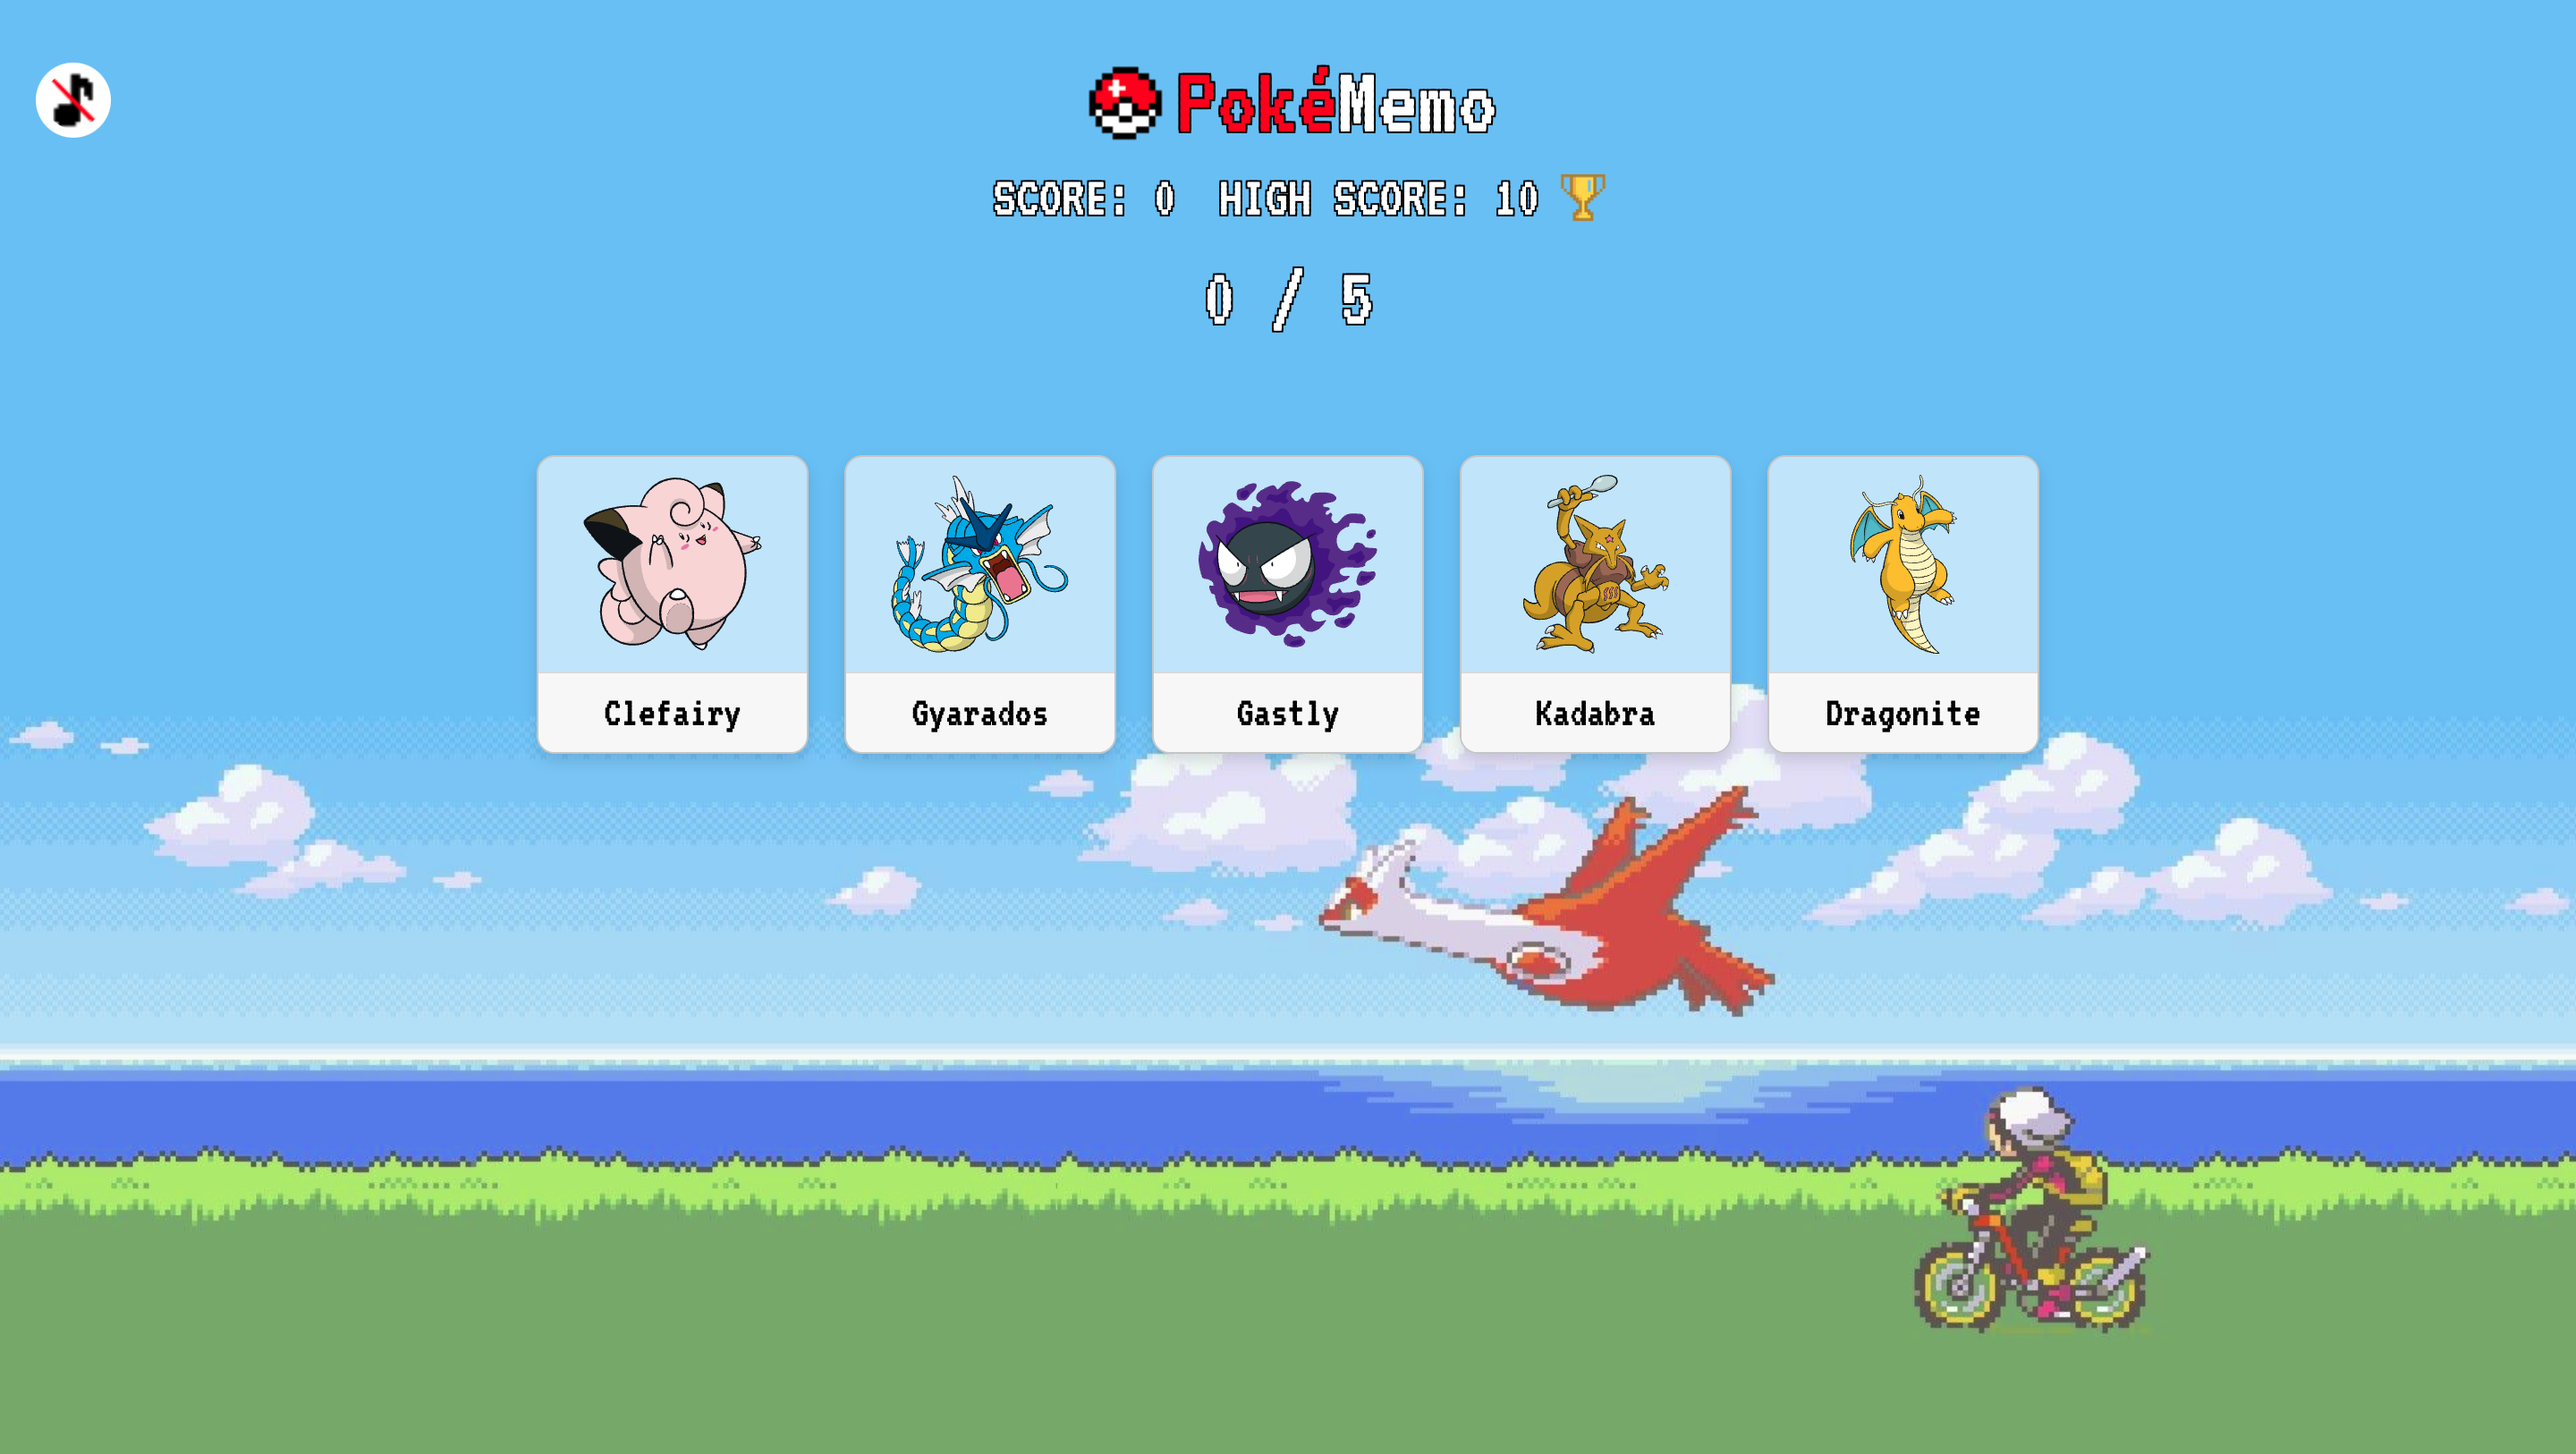 PokéMemo
SCORE: 0 HIGH SCORE: 10
0 / 5
Clefairy
Gyarados
Gastly
Kadabra
Dragonite